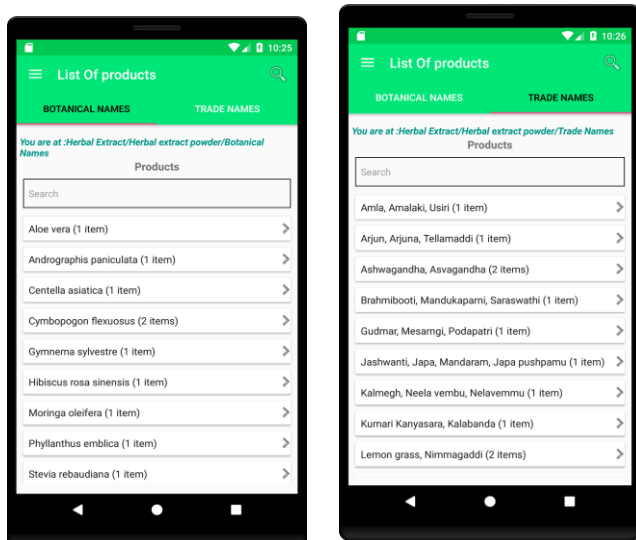 10:25
List Of products
BOTANICAL NAMES TRADE NAMES
You are at :Herbal Extract/Herbal extract powder/Botanical
Names
Products
Search
Aloe vera (1 item)
Andrographis paniculata (1 item)
Centella asiatica (1 item)
Cymbopogon flexuosus (2 items)
Gymnema sylvestre (1 item)
Hibiscus rosa sinensis (1 item)
Moringa oleifera (1 item)
Phyllanthus emblica (1 item)
Stevia rebaudiana (1 item)
10:26
List Of products
BOTANICAL NAMES TRADE NAMES
You are at :Herbal Extract/Herbal extract powder/Trade Names
Products
Search
Amla, Amalaki, Usiri (1 item)
Arjun, Arjuna, Tellamaddi (1 item)
Ashwagandha, Asvagandha (2 items)
Brahmibooti, Mandukaparni, Saraswathi (1 item)
Gudmar, Mesarngi, Podapatri (1 item)
Jashwanti, Japa, Mandaram, Japa pushpamu (1 item)
Kalmegh, Neela vembu, Nelavemmu (1 item)
Kumari Kanyasara, Kalabanda (1 item)
Lemon grass, Nimmagaddi (2 items)